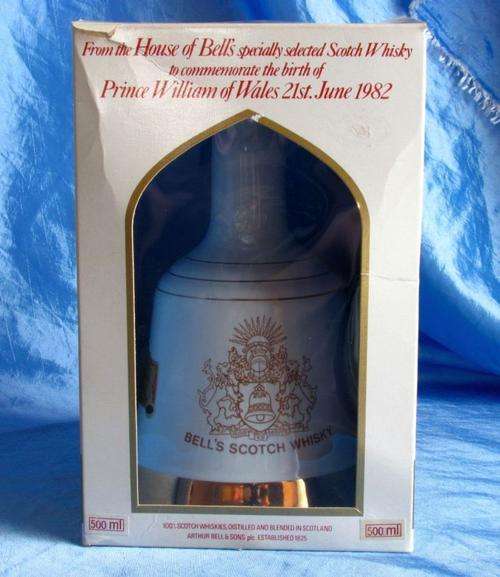 From the House of Bell's specially selected Scotch Whisky
to commemorate the birth of
Prince William of Wales 21st. June 1982
BELL'S SCOTCH WHISKY
500 ml
100% SCOTCH WHISKIES, DISTILLED AND BLENDED IN SCOTLAND
ARTHUR BELL & SONS plc. ESTABLISHED 1825
500 ml